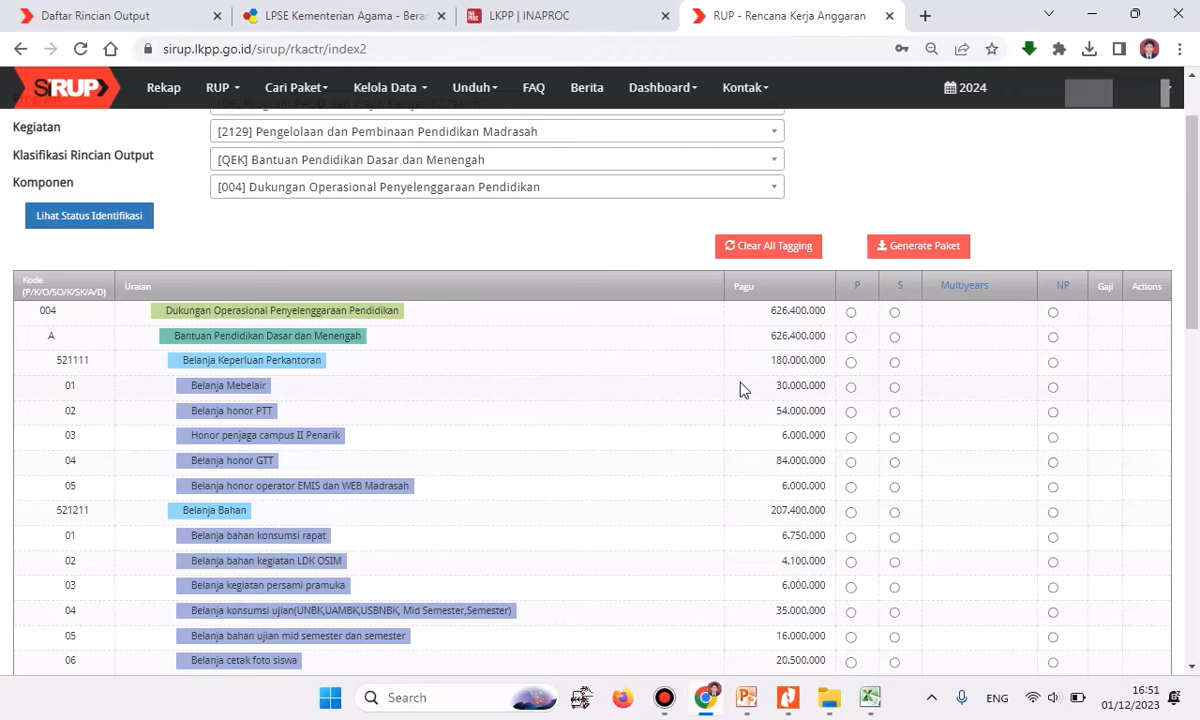 Daftar Rincian Output
LPSE Kementerian Agama - Bera
LKPP | INAPROC
RUP - Rencana Kerja Anggaran
sirup.lkpp.go.id/sirup/rkactr/index2
SiRUP
Rekap RUP Cari Paket Kelola Data Unduh FAQ Berita Dashboard Kontak 2024
Kegiatan [2129] Pengelolaan dan Pembinaan Pendidikan Madrasah
Klasifikasi Rincian Output [QEK] Bantuan Pendidikan Dasar dan Menengah
Komponen [004] Dukungan Operasional Penyelenggaraan Pendidikan
Lihat Status Identifikasi
Clear All Tagging Generate Paket
Kode (P/K/O/SO/K/SK/A/D) Uraian Pagu P S Multiyears NP Gaji Actions
004 Dukungan Operasional Penyelenggaraan Pendidikan 626.400.000
A Bantuan Pendidikan Dasar dan Menengah 626.400.000
521111 Belanja Keperluan Perkantoran 180.000.000
01 Belanja Mebelair 30.000.000
02 Belanja honor PTT 54.000.000
03 Honor penjaga campus II Penarik 6.000.000
04 Belanja honor GTT 84.000.000
05 Belanja honor operator EMIS dan WEB Madrasah 6.000.000
521211 Belanja Bahan 207.400.000
01 Belanja bahan konsumsi rapat 6.750.000
02 Belanja bahan kegiatan LDK OSIM 4.100.000
03 Belanja kegiatan persami pramuka 6.000.000
04 Belanja konsumsi ujian(UNBK,UAMBK,USBNBK, Mid Semester,Semester) 35.000.000
05 Belanja bahan ujian mid semester dan semester 16.000.000
06 Belanja cetak foto siswa 20.500.000
Search
ENG
16:51
01/12/2023